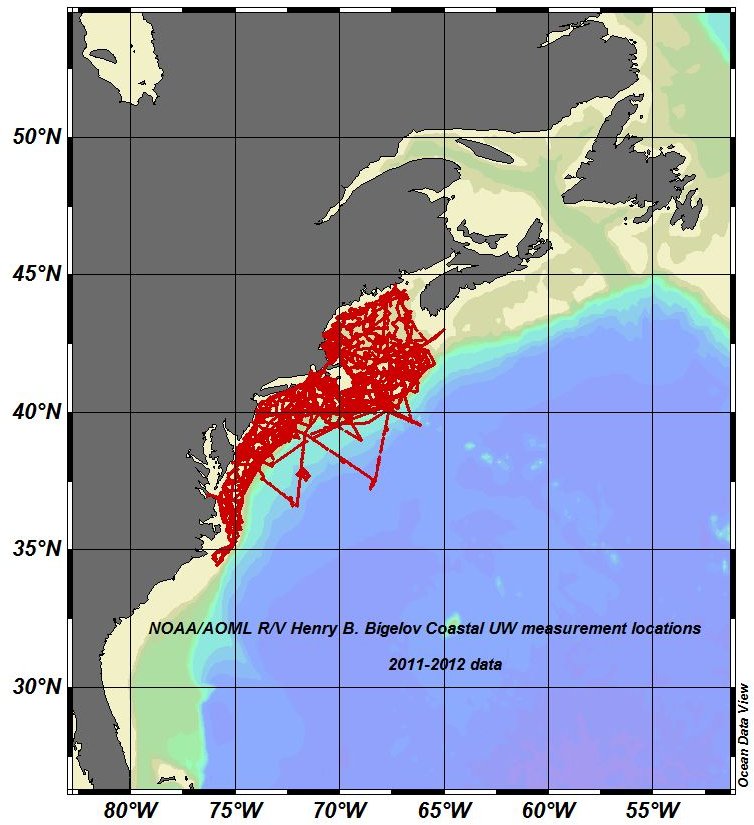 50°N
45°N
40°N
35°N
NOAA/AOML R/V Henry B. Bigelov Coastal UW measurement locations
2011-2012 data
30°N
Ocean Data View
80°W 75°W 70°W 65°W 60°W 55°W